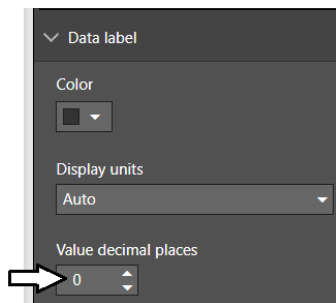 Data label
Color
Display units
Auto
Value decimal places
0